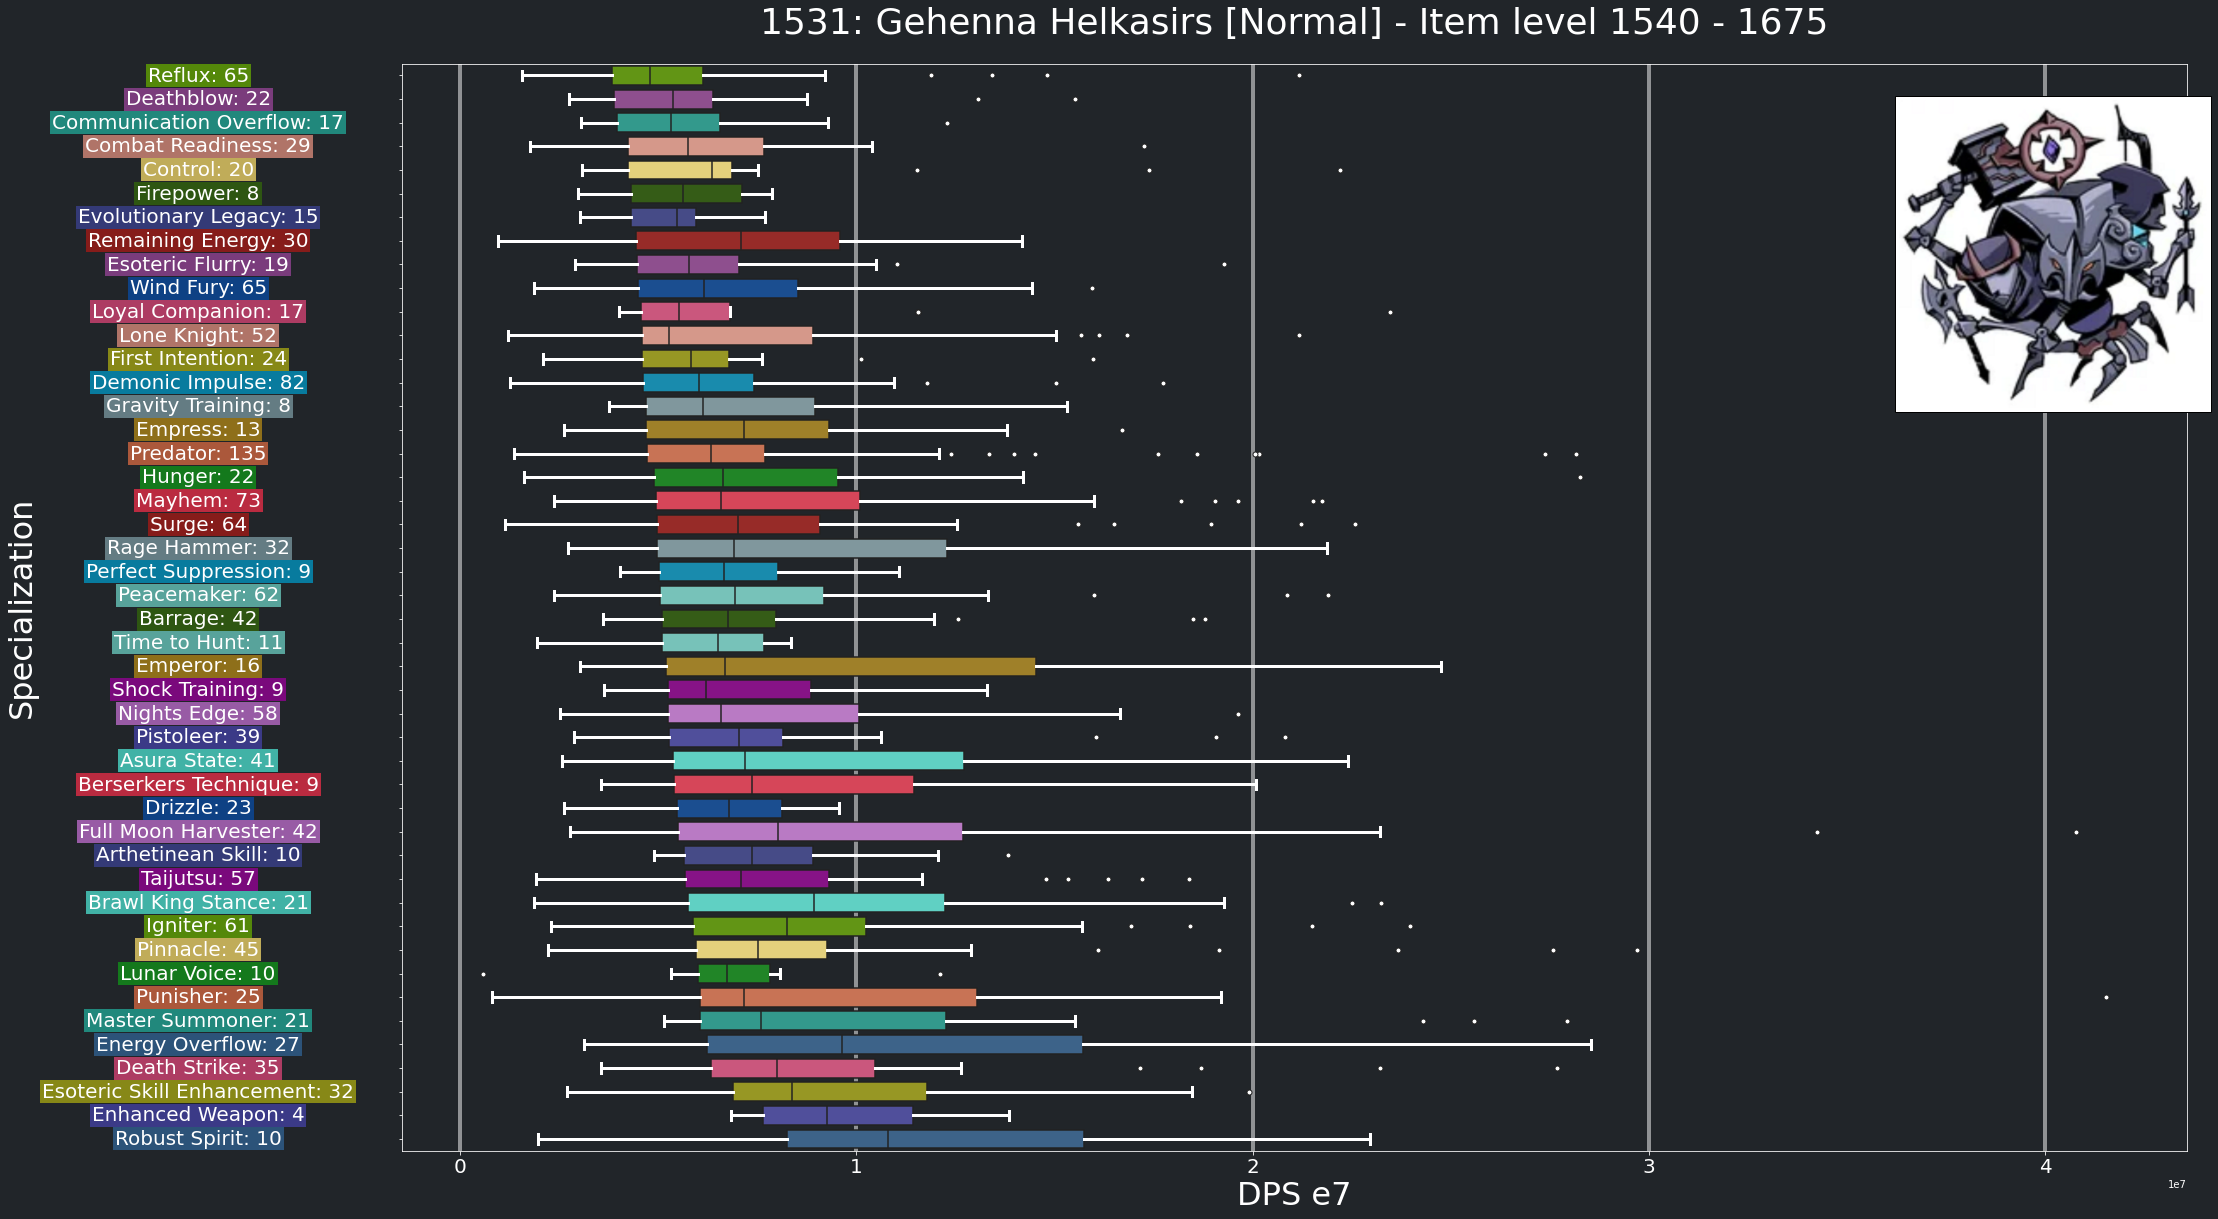 1531: Gehenna Helkasirs [Normal] - Item level 1540 - 1675
Reflux: 65
Deathblow: 22
Communication Overflow: 17
Combat Readiness: 29
Control: 20
Firepower: 8
Evolutionary Legacy: 15
Remaining Energy: 30
Esoteric Flurry: 19
Wind Fury: 65
Loyal Companion: 17
Lone Knight: 52
First Intention: 24
Demonic Impulse: 82
Gravity Training: 8
Empress: 13
Predator: 135
Hunger: 22
Mayhem: 73
Surge: 64
Rage Hammer: 32
Perfect Suppression: 9
Peacemaker: 62
Barrage: 42
Time to Hunt: 11
Emperor: 16
Shock Training: 9
Nights Edge: 58
Pistoleer: 39
Asura State: 41
Berserkers Technique: 9
Drizzle: 23
Full Moon Harvester: 42
Arthetinean Skill: 10
Taijutsu: 57
Brawl King Stance: 21
Igniter: 61
Pinnacle: 45
Lunar Voice: 10
Punisher: 25
Master Summoner: 21
Energy Overflow: 27
Death Strike: 35
Esoteric Skill Enhancement: 32
Enhanced Weapon: 4
Robust Spirit: 10
Specialization
0 1 2 3 4
1e7
DPS e7